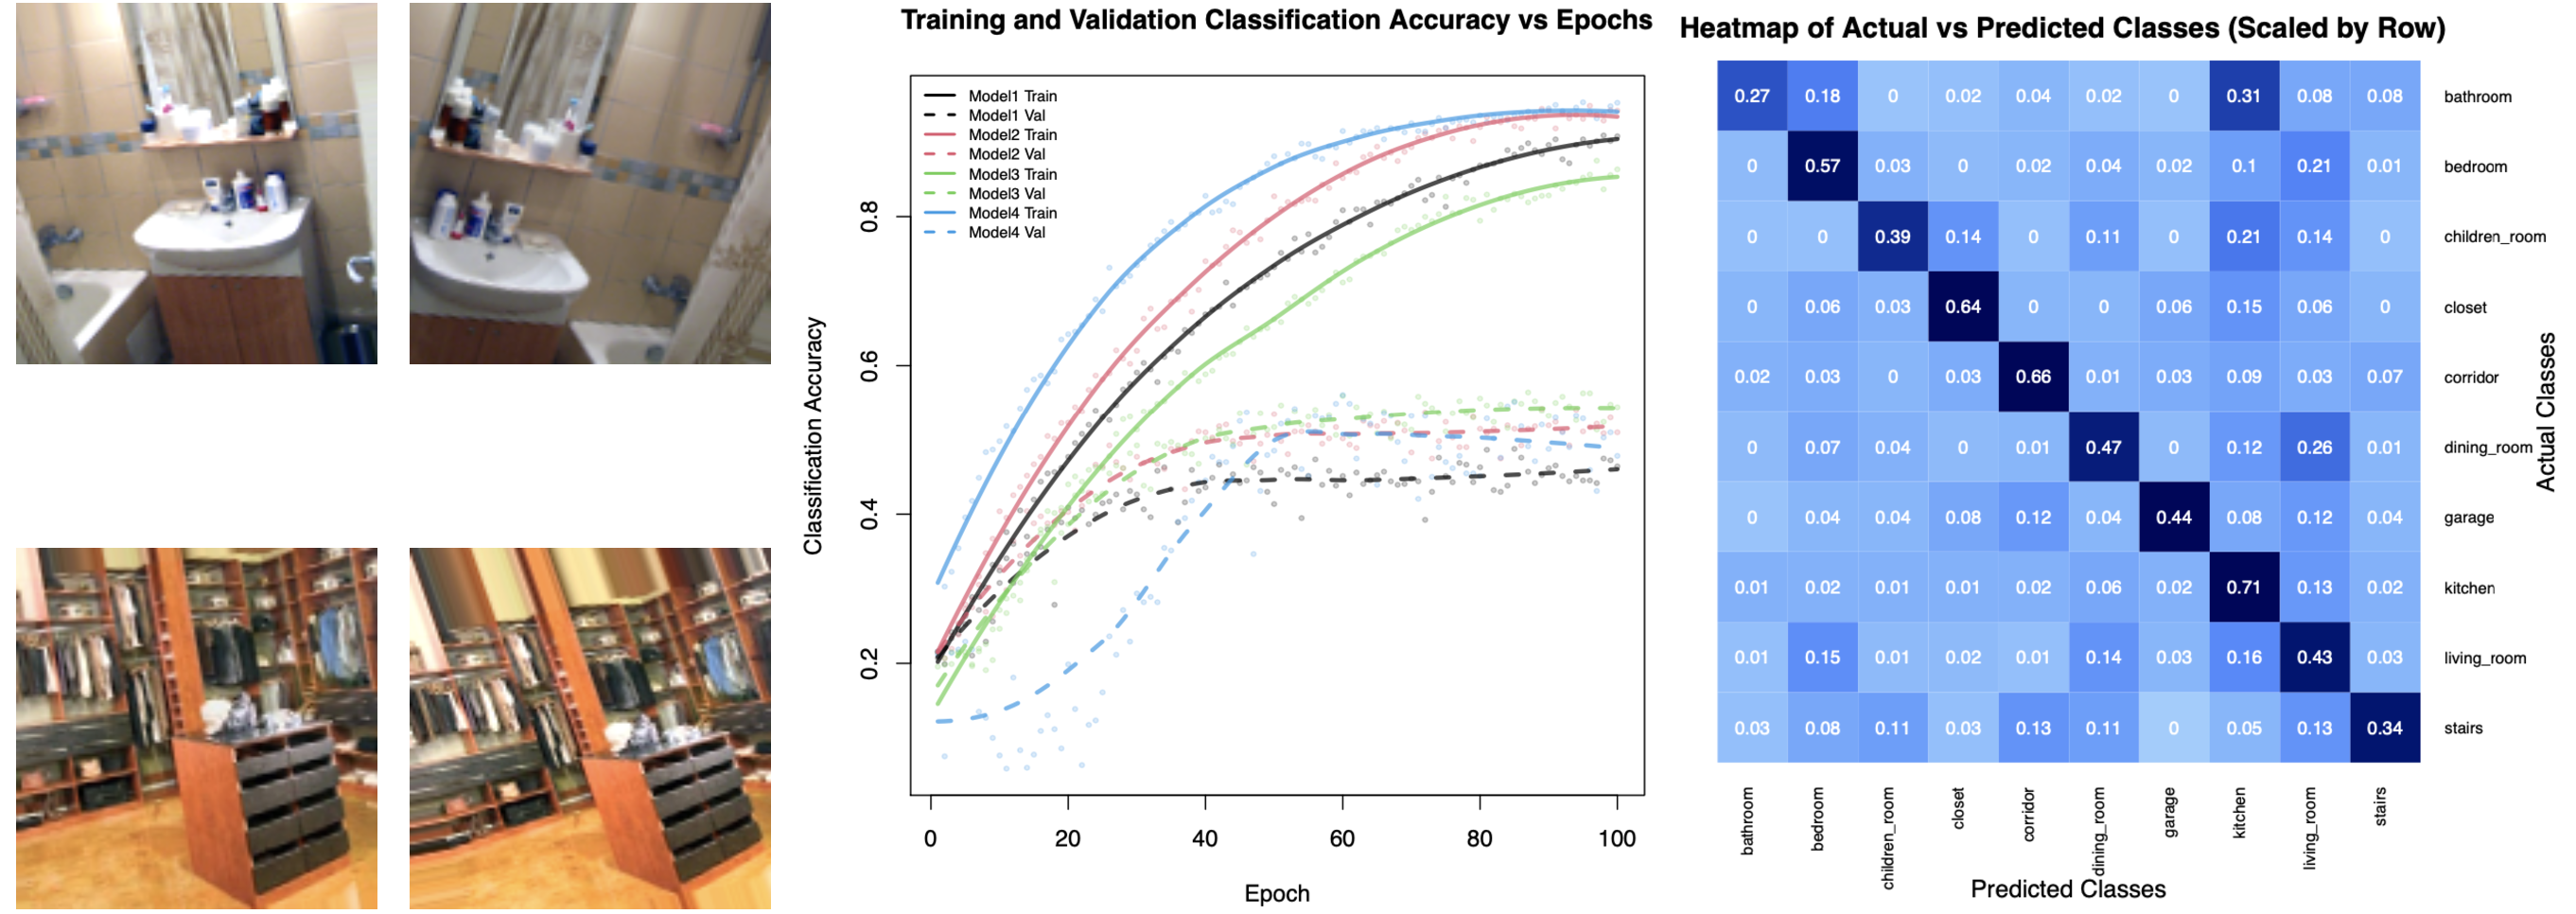 Training and Validation Classification Accuracy vs Epochs
Model1 Train
Model1 Val
Model2 Train
Model2 Val
Model3 Train
Model3 Val
Model4 Train
Model4 Val
Classification Accuracy
0.8
0.6
0.4
0.2
0 20 40 60 80 100
Epoch
Heatmap of Actual vs Predicted Classes (Scaled by Row)
0.27 0.18 0 0.02 0.04 0.02 0 0.31 0.08 0.08 bathroom
0 0.57 0.03 0 0.02 0.04 0.02 0.1 0.21 0.01 bedroom
0 0 0.39 0.14 0 0.11 0 0.21 0.14 0 children_room
0 0.06 0.03 0.64 0 0 0.06 0.15 0.06 0 closet
0.02 0.03 0 0.03 0.66 0.01 0.03 0.09 0.03 0.07 corridor
0 0.07 0.04 0 0.01 0.47 0 0.12 0.26 0.01 dining_room
0 0.04 0.04 0.08 0.12 0.04 0.44 0.08 0.12 0.04 garage
0.01 0.02 0.01 0.01 0.02 0.06 0.02 0.71 0.13 0.02 kitchen
0.01 0.15 0.01 0.02 0.01 0.14 0.03 0.16 0.43 0.03 living_room
0.03 0.08 0.11 0.03 0.13 0.11 0 0.05 0.13 0.34 stairs
Actual Classes
bathroom bedroom children_room closet corridor dining_room garage kitchen living_room stairs
Predicted Classes